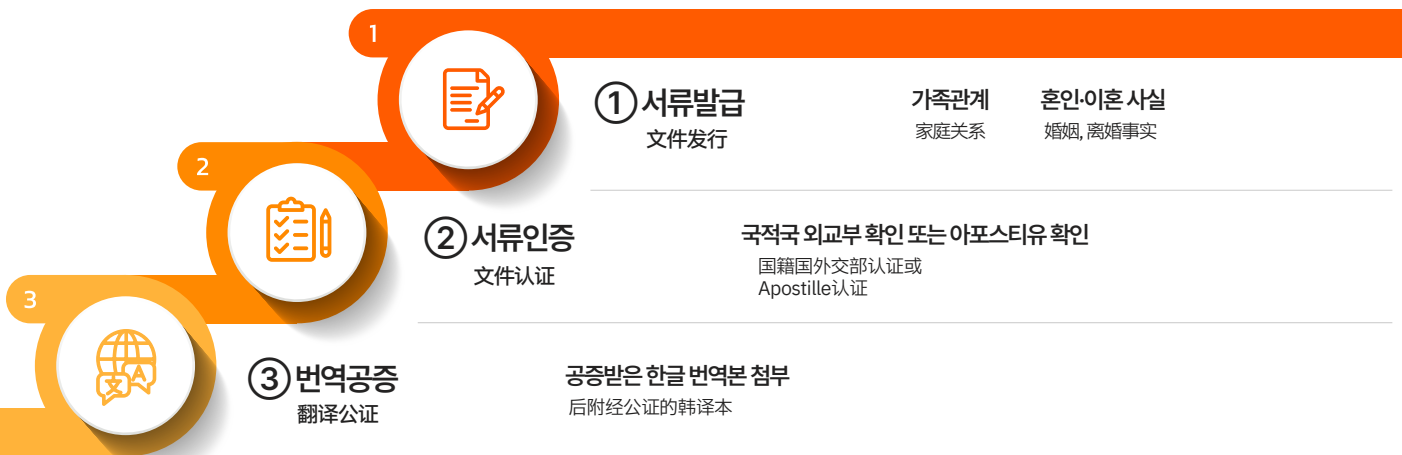 1
① 서류발급
文件发行
가족관계
家庭关系
혼인·이혼 사실
婚姻, 离婚事实
2
② 서류인증
文件认证
국적국 외교부 확인 또는 아포스티유 확인
国籍国外交部认证或
Apostille认证
3
文 A
③ 번역공증
翻译公证
공증받은 한글 번역본 첨부
后附经公证的韩译本